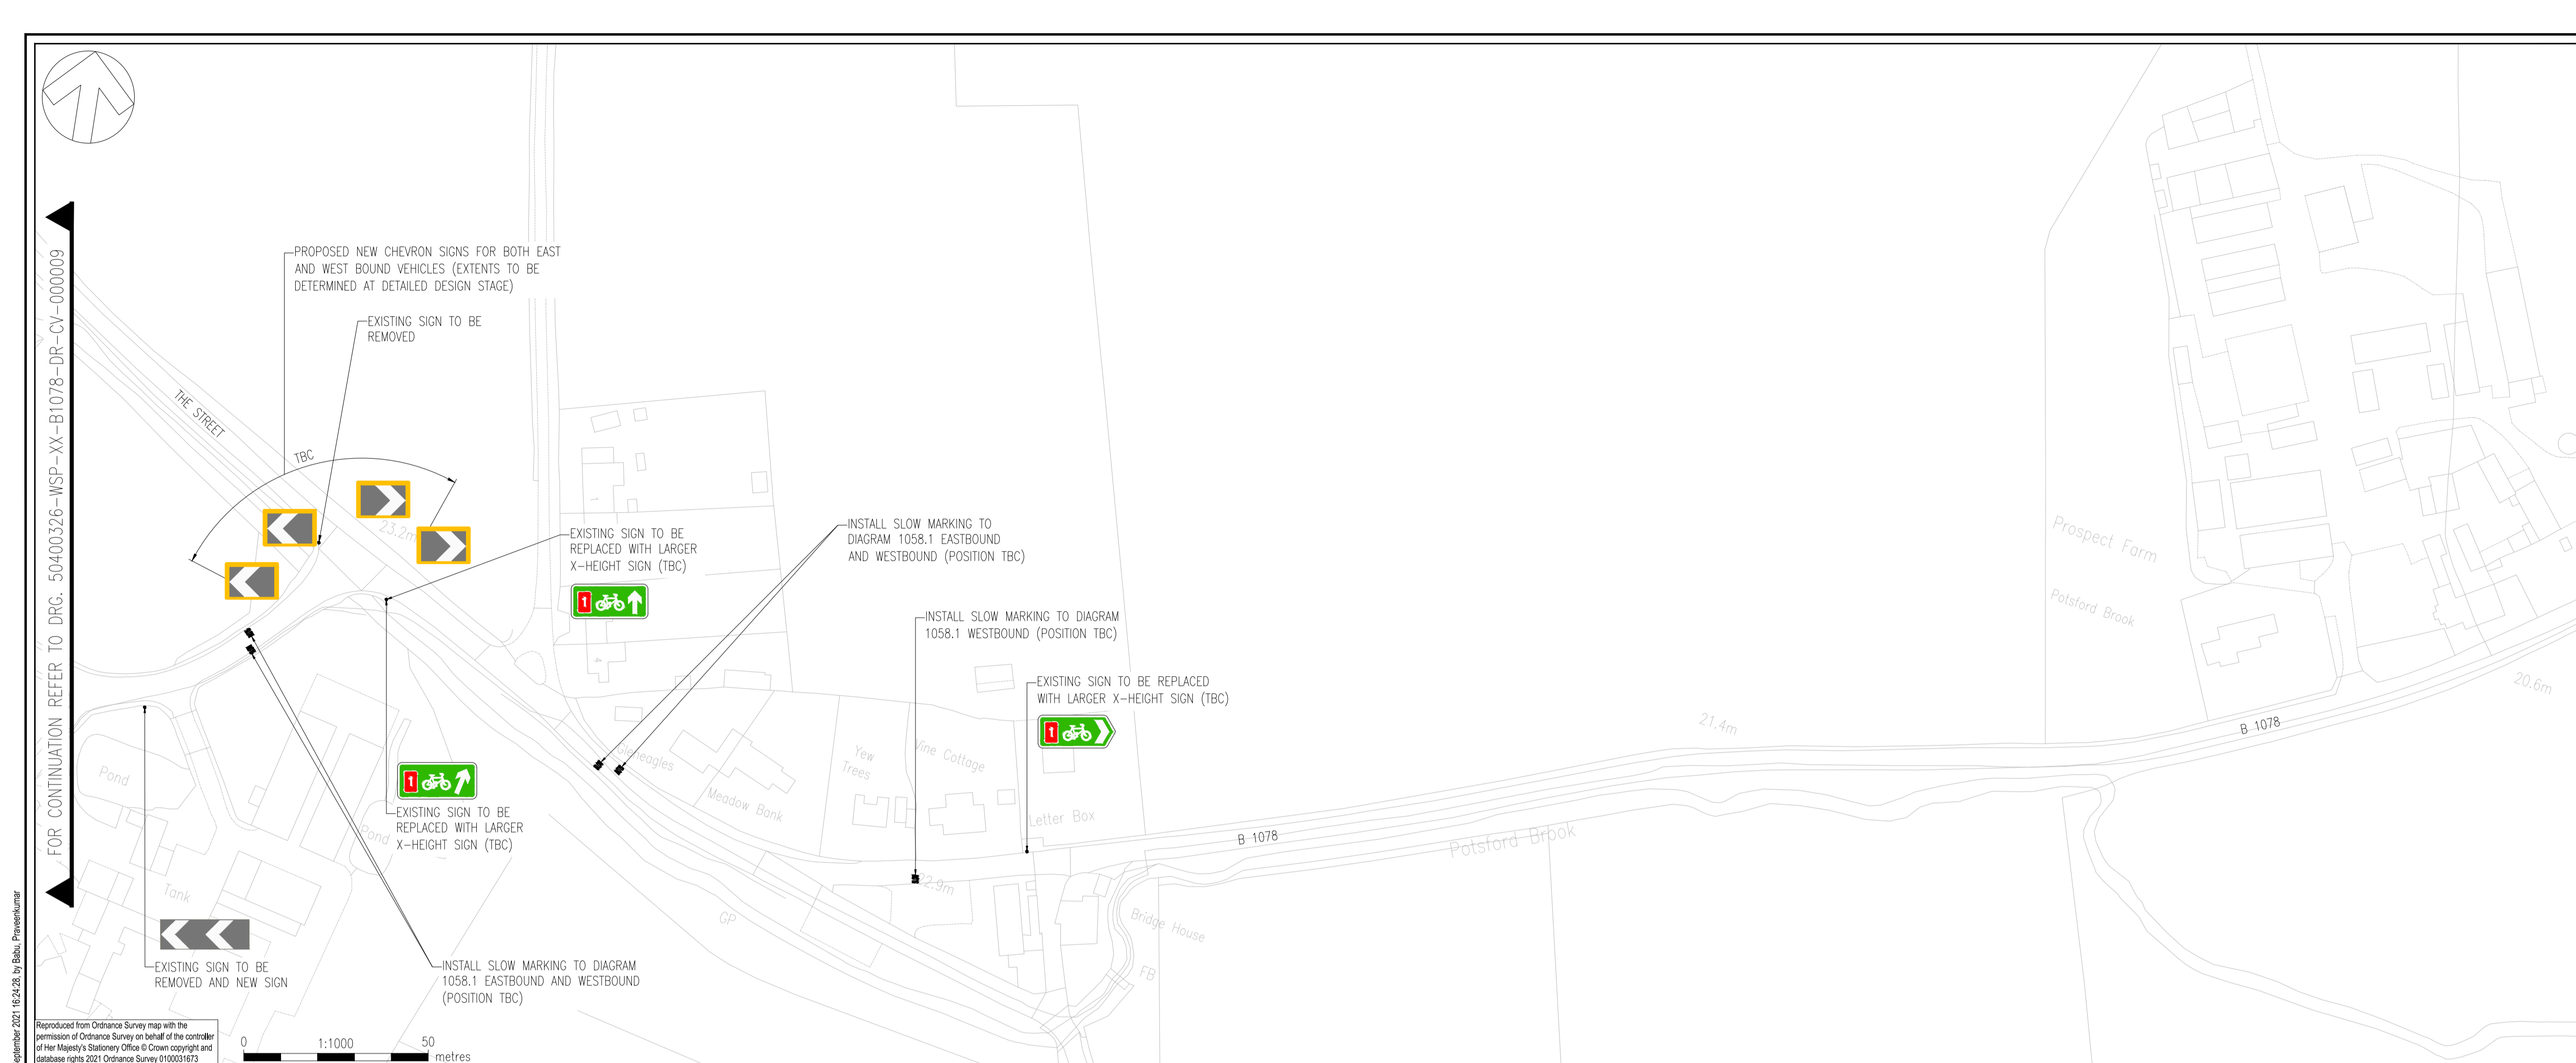 FOR CONTINUATION REFER TO DRG. 50400326-WSP-XX-B1078-DR-CV-000009
PROPOSED NEW CHEVRON SIGNS FOR BOTH EAST
AND WEST BOUND VEHICLES (EXTENTS TO BE
DETERMINED AT DETAILED DESIGN STAGE)
EXISTING SIGN TO BE
REMOVED
THE STREET
TBC
23.2m
EXISTING SIGN TO BE
REPLACED WITH LARGER
X-HEIGHT SIGN (TBC)
1
INSTALL SLOW MARKING TO
DIAGRAM 1058.1 EASTBOUND
AND WESTBOUND (POSITION TBC)
INSTALL SLOW MARKING TO DIAGRAM
1058.1 WESTBOUND (POSITION TBC)
EXISTING SIGN TO BE REPLACED
WITH LARGER X-HEIGHT SIGN (TBC)
1
Prospect Farm
Potsford Brook
20.6m
B 1078
21.4m
Gleneagles
Meadow Bank
Yew
Trees
Vine Cottage
Letter Box
B 1078
Potsford Brook
22.9m
Bridge House
FB
GP
Pond
1
EXISTING SIGN TO BE
REPLACED WITH LARGER
X-HEIGHT SIGN (TBC)
Pond
Tank
EXISTING SIGN TO BE
REMOVED AND NEW SIGN
INSTALL SLOW MARKING TO DIAGRAM
1058.1 EASTBOUND AND WESTBOUND
(POSITION TBC)
2021 16:24:28, by Babu, Praveenkumar
Reproduced from Ordnance Survey map with the
permission of Ordnance Survey on behalf of the controller
of Her Majesty's Stationery Office © Crown copyright and
database rights 2021 Ordnance Survey 0100031673
0 1:1000 50
metres